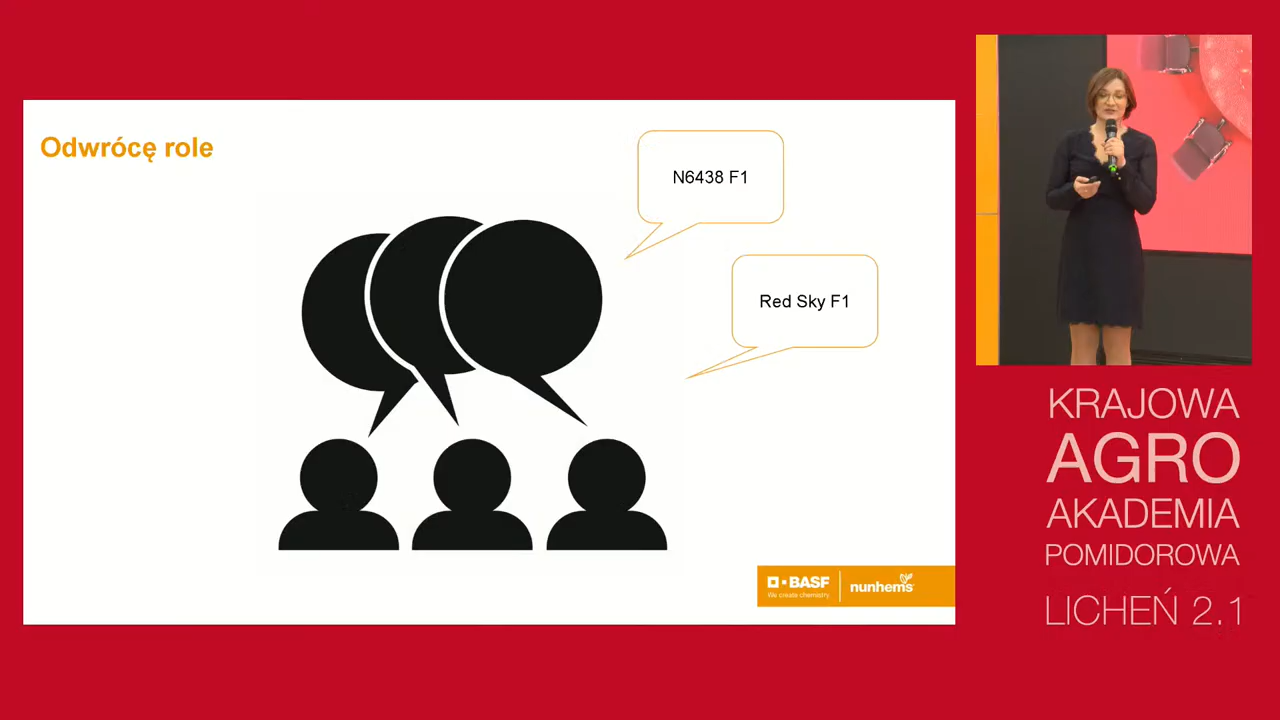 Odwrócę role
N6438 F1
Red Sky F1
BASF
We create chemistry
nunhems
KRAJOWA
AGRO
AKADEMIA
POMIDOROWA
LICHEŃ 2.1